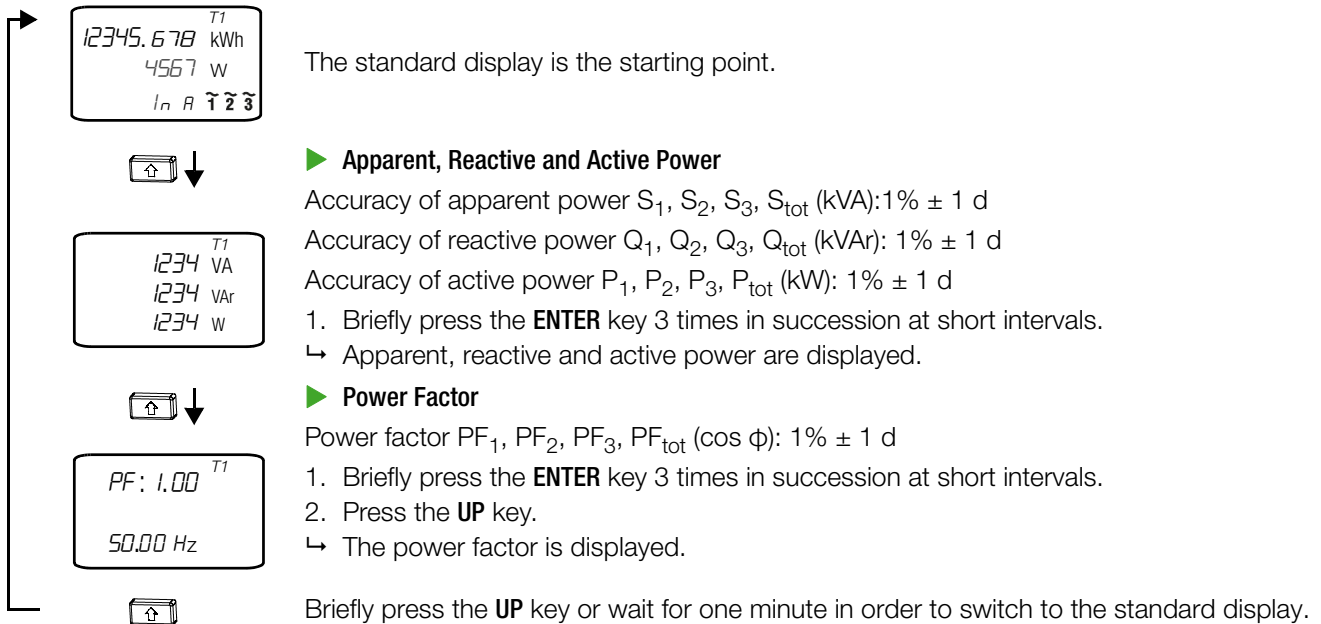 T1
12345.678 kWh
4567 W
In A 1̃ 2̃ 3̃
The standard display is the starting point.
▶ Apparent, Reactive and Active Power
Accuracy of apparent power S₁, S₂, S₃, Sₜₒₜ (kVA):1% ± 1 d
T1
1234 VA
1234 VAr
1234 W
Accuracy of reactive power Q₁, Q₂, Q₃, Qₜₒₜ (kVAr): 1% ± 1 d
Accuracy of active power P₁, P₂, P₃, Pₜₒₜ (kW): 1% ± 1 d
1. Briefly press the ENTER key 3 times in succession at short intervals.
↳ Apparent, reactive and active power are displayed.
▶ Power Factor
Power factor PF₁, PF₂, PF₃, PFₜₒₜ (cos φ): 1% ± 1 d
T1
PF: 1.00
50.00 Hz
1. Briefly press the ENTER key 3 times in succession at short intervals.
2. Press the UP key.
↳ The power factor is displayed.
Briefly press the UP key or wait for one minute in order to switch to the standard display.